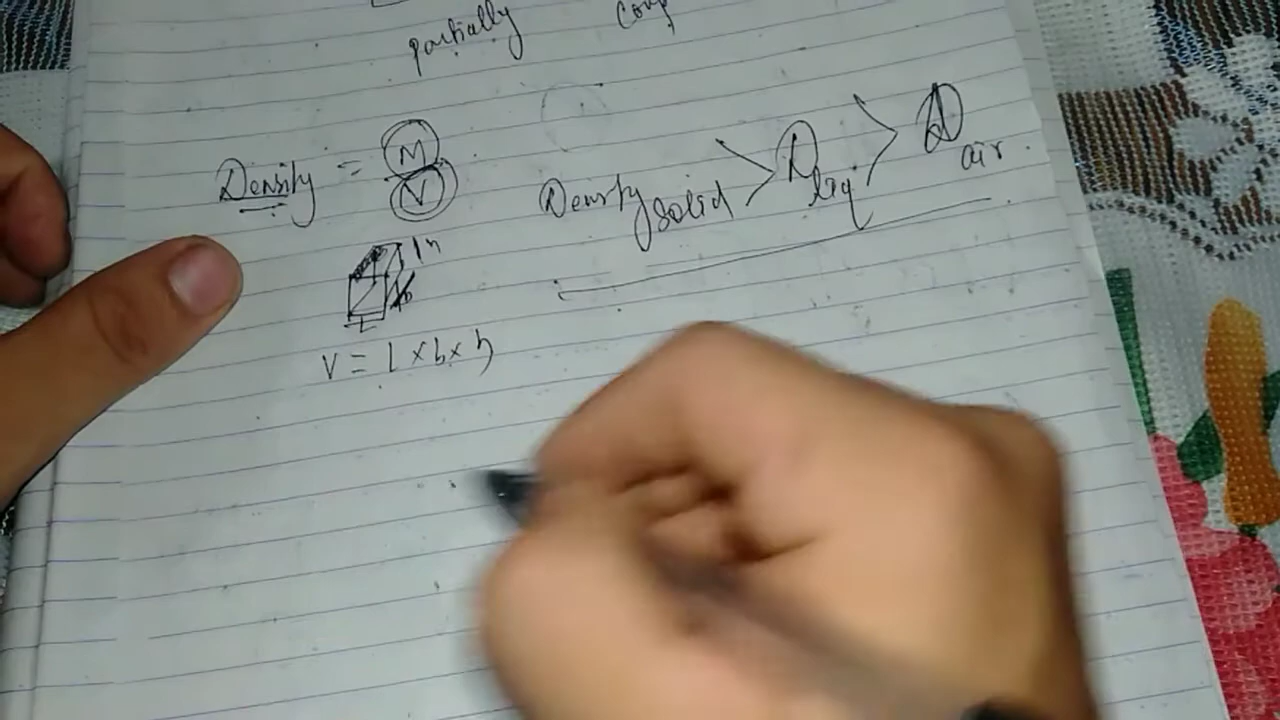 partially
Density = M/V
Density solid > D liq > D air.
h
V = l × b × h